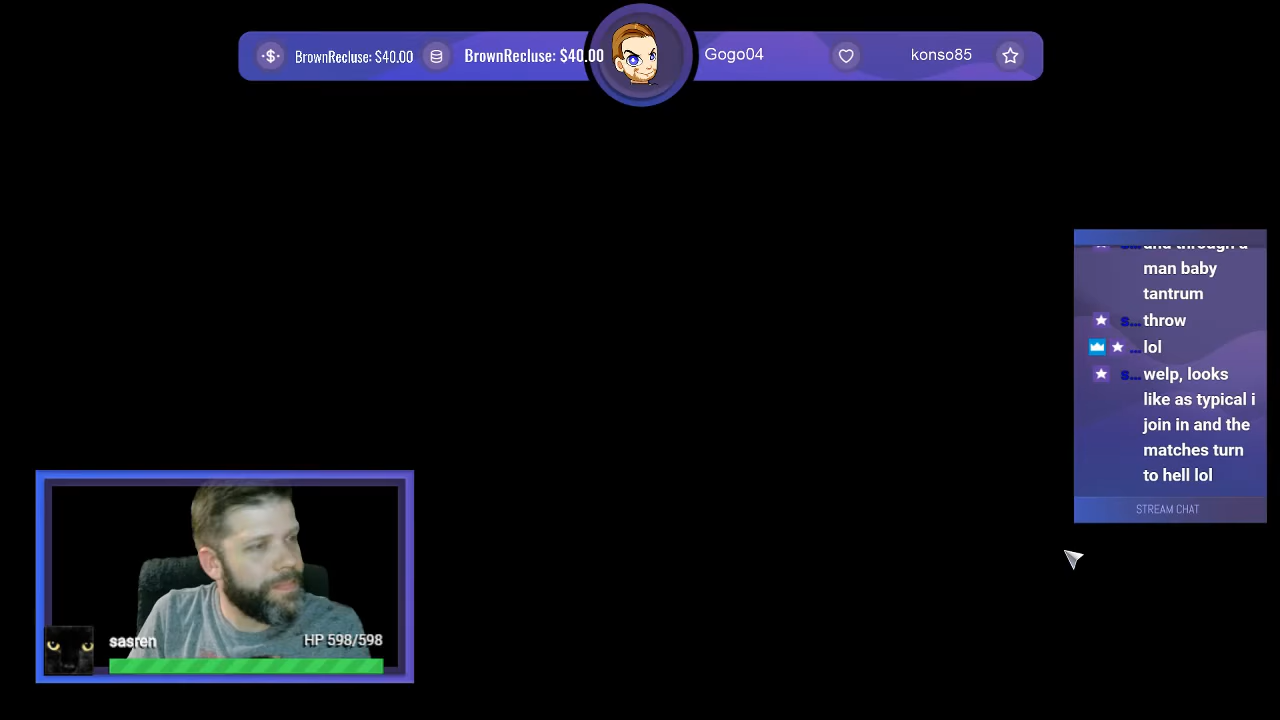 BrownRecluse: $40.00
BrownRecluse: $40.00
Gogo04
konso85
man baby
tantrum
s... throw
... lol
s... welp, looks
like as typical i
join in and the
matches turn
to hell lol
STREAM CHAT
sasren
HP 598/598